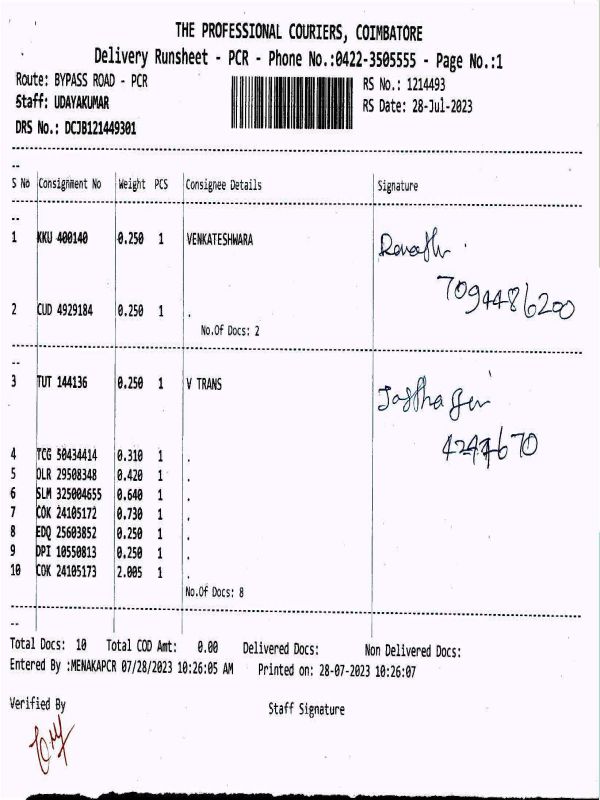 THE PROFESSIONAL COURIERS, COIMBATORE
Delivery Runsheet - PCR - Phone No.:0422-3505555 - Page No.:1
Route: BYPASS ROAD - PCR RS No.: 1214493
Staff: UDAYAKUMAR RS Date: 28-Jul-2023
DRS No.: DCJB121449301
S No Consignment No Weight PCS Consignee Details Signature
1 KKU 400140 0.250 1 VENKATESHWARA
7094486200
2 CUD 4929184 0.250 1 .
No.Of Docs: 2
3 TUT 144136 0.250 1 V TRANS
4 TCG 50434414 0.310 1 .
5 OLR 29508348 0.420 1 .
6 SLM 325004655 0.640 1 .
7 COK 24105172 0.730 1 .
8 EDQ 25603852 0.250 1 .
9 DPI 10550813 0.250 1 .
10 COK 24105173 2.005 1 .
No.Of Docs: 8
Total Docs: 10 Total COD Amt: 0.00 Delivered Docs: Non Delivered Docs:
Entered By :MENAKAPCR 07/28/2023 10:26:05 AM Printed on: 28-07-2023 10:26:07
Verified By Staff Signature